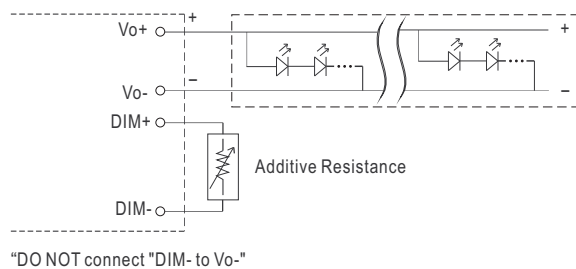 Vo+ +
+
Vo- −
−
DIM+
Additive Resistance
DIM-
“DO NOT connect "DIM- to Vo-"